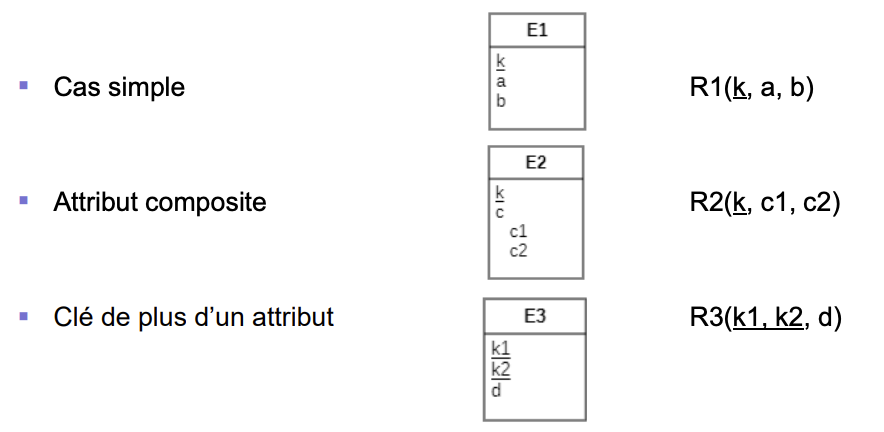 E1
k
Cas simple
a
R1(k, a, b)
b
E2
k
Attribut composite
c
R2(k, c1, c2)
c1
c2
Clé de plus d’un attribut
E3
R3(k1, k2, d)
k1
k2
d